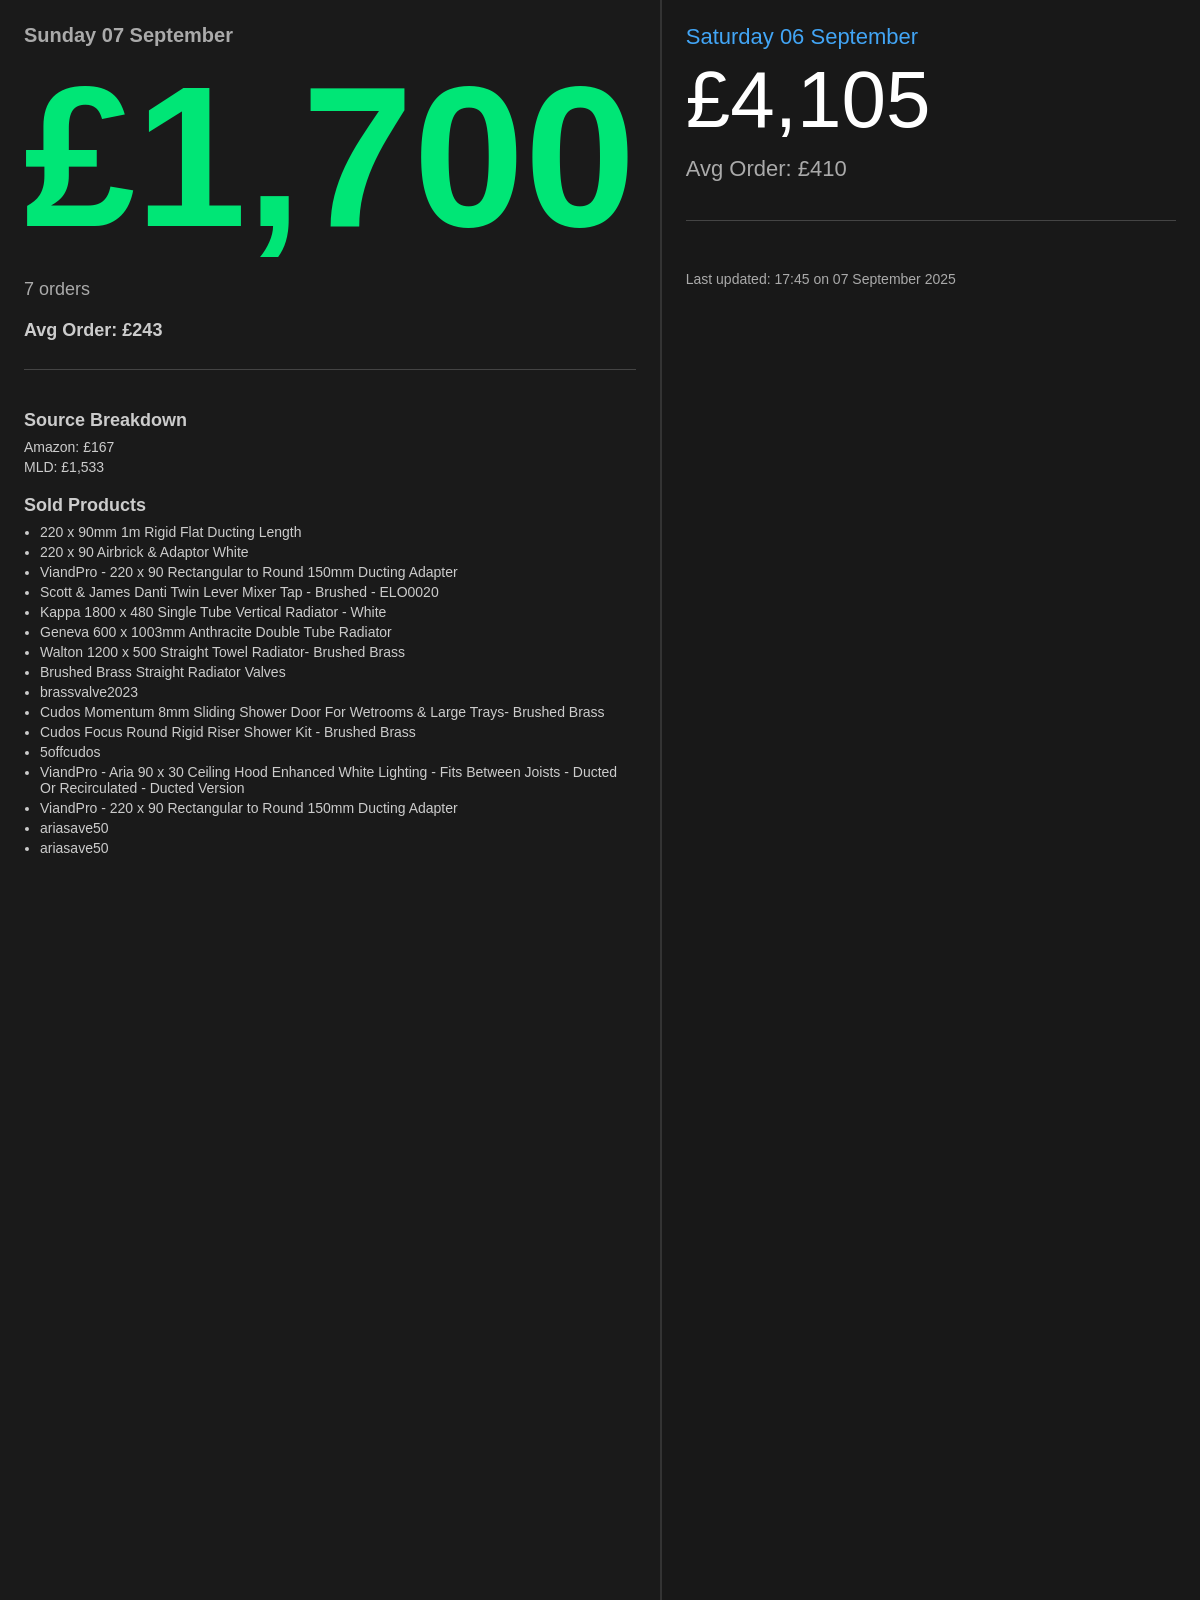 Sunday 07 September
£1,700
7 orders
Avg Order: £243
Source Breakdown
Amazon: £167
MLD: £1,533
Sold Products
• 220 x 90mm 1m Rigid Flat Ducting Length
• 220 x 90 Airbrick & Adaptor White
• ViandPro - 220 x 90 Rectangular to Round 150mm Ducting Adapter
• Scott & James Danti Twin Lever Mixer Tap - Brushed - ELO0020
• Kappa 1800 x 480 Single Tube Vertical Radiator - White
• Geneva 600 x 1003mm Anthracite Double Tube Radiator
• Walton 1200 x 500 Straight Towel Radiator- Brushed Brass
• Brushed Brass Straight Radiator Valves
• brassvalve2023
• Cudos Momentum 8mm Sliding Shower Door For Wetrooms & Large Trays- Brushed Brass
• Cudos Focus Round Rigid Riser Shower Kit - Brushed Brass
• 5offcudos
• ViandPro - Aria 90 x 30 Ceiling Hood Enhanced White Lighting - Fits Between Joists - Ducted
Or Recirculated - Ducted Version
• ViandPro - 220 x 90 Rectangular to Round 150mm Ducting Adapter
• ariasave50
• ariasave50
Saturday 06 September
£4,105
Avg Order: £410
Last updated: 17:45 on 07 September 2025